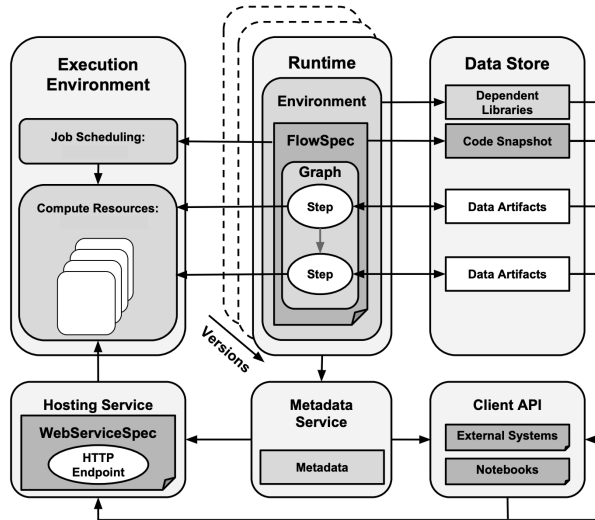 Execution
Environment
Job Scheduling:
Compute Resources:
Runtime
Environment
FlowSpec
Graph
Step
Step
Versions
Data Store
Dependent
Libraries
Code Snapshot
Data Artifacts
Data Artifacts
Hosting Service
WebServiceSpec
HTTP
Endpoint
Metadata
Service
Metadata
Client API
External Systems
Notebooks